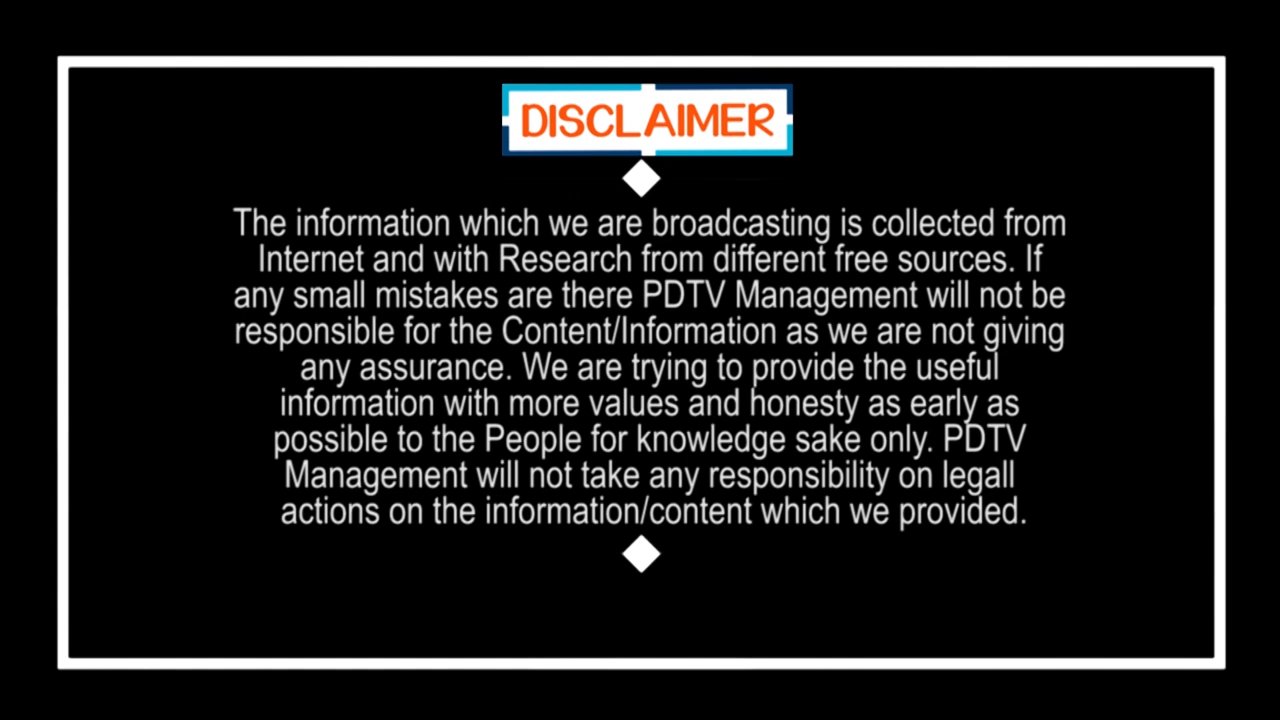 DISCLAIMER
The information which we are broadcasting is collected from
Internet and with Research from different free sources. If
any small mistakes are there PDTV Management will not be
responsible for the Content/Information as we are not giving
any assurance. We are trying to provide the useful
information with more values and honesty as early as
possible to the People for knowledge sake only. PDTV
Management will not take any responsibility on legall
actions on the information/content which we provided.